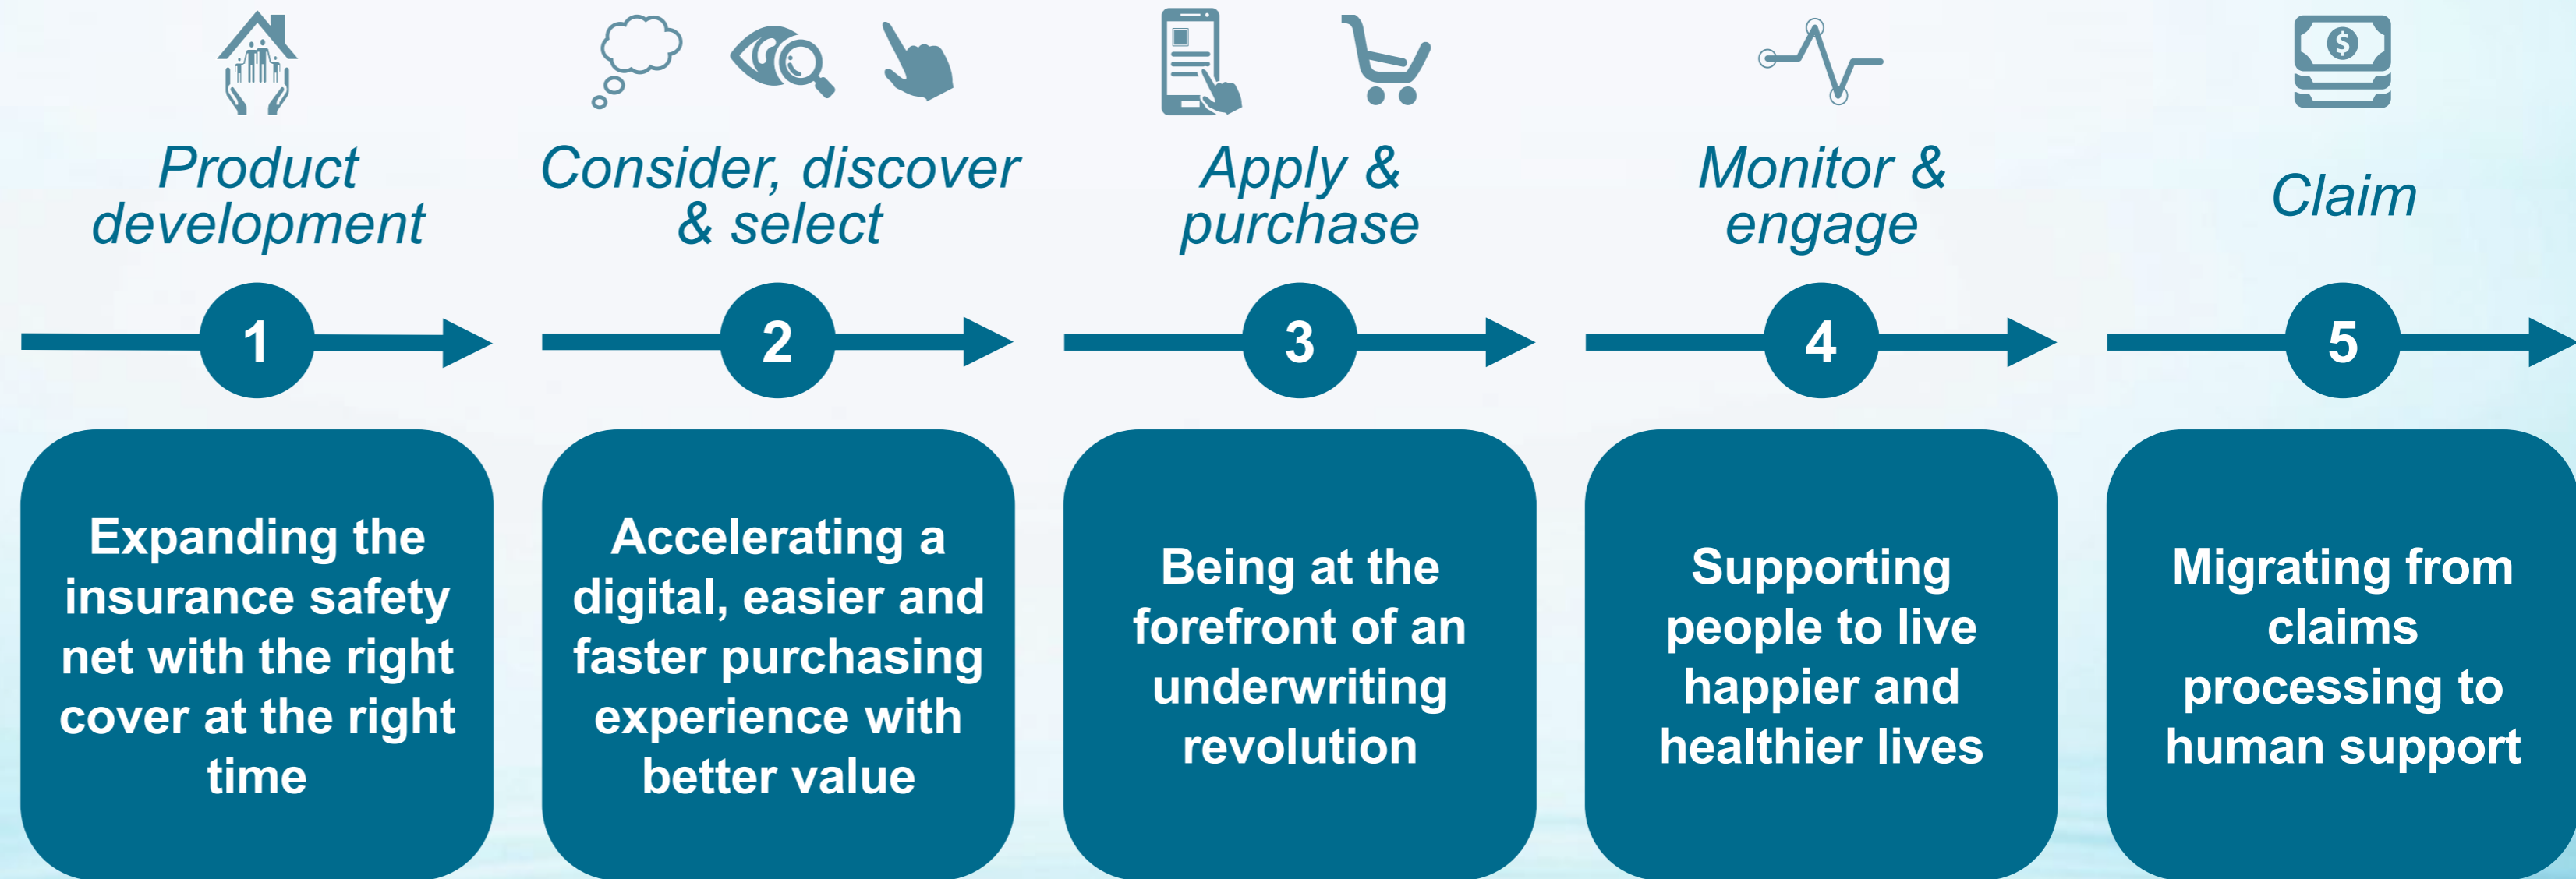 Product
development
Consider, discover
& select
Apply &
purchase
Monitor &
engage
$
Claim
1
2
3
4
5
Expanding the
insurance safety
net with the right
cover at the right
time
Accelerating a
digital, easier and
faster purchasing
experience with
better value
Being at the
forefront of an
underwriting
revolution
Supporting
people to live
happier and
healthier lives
Migrating from
claims
processing to
human support